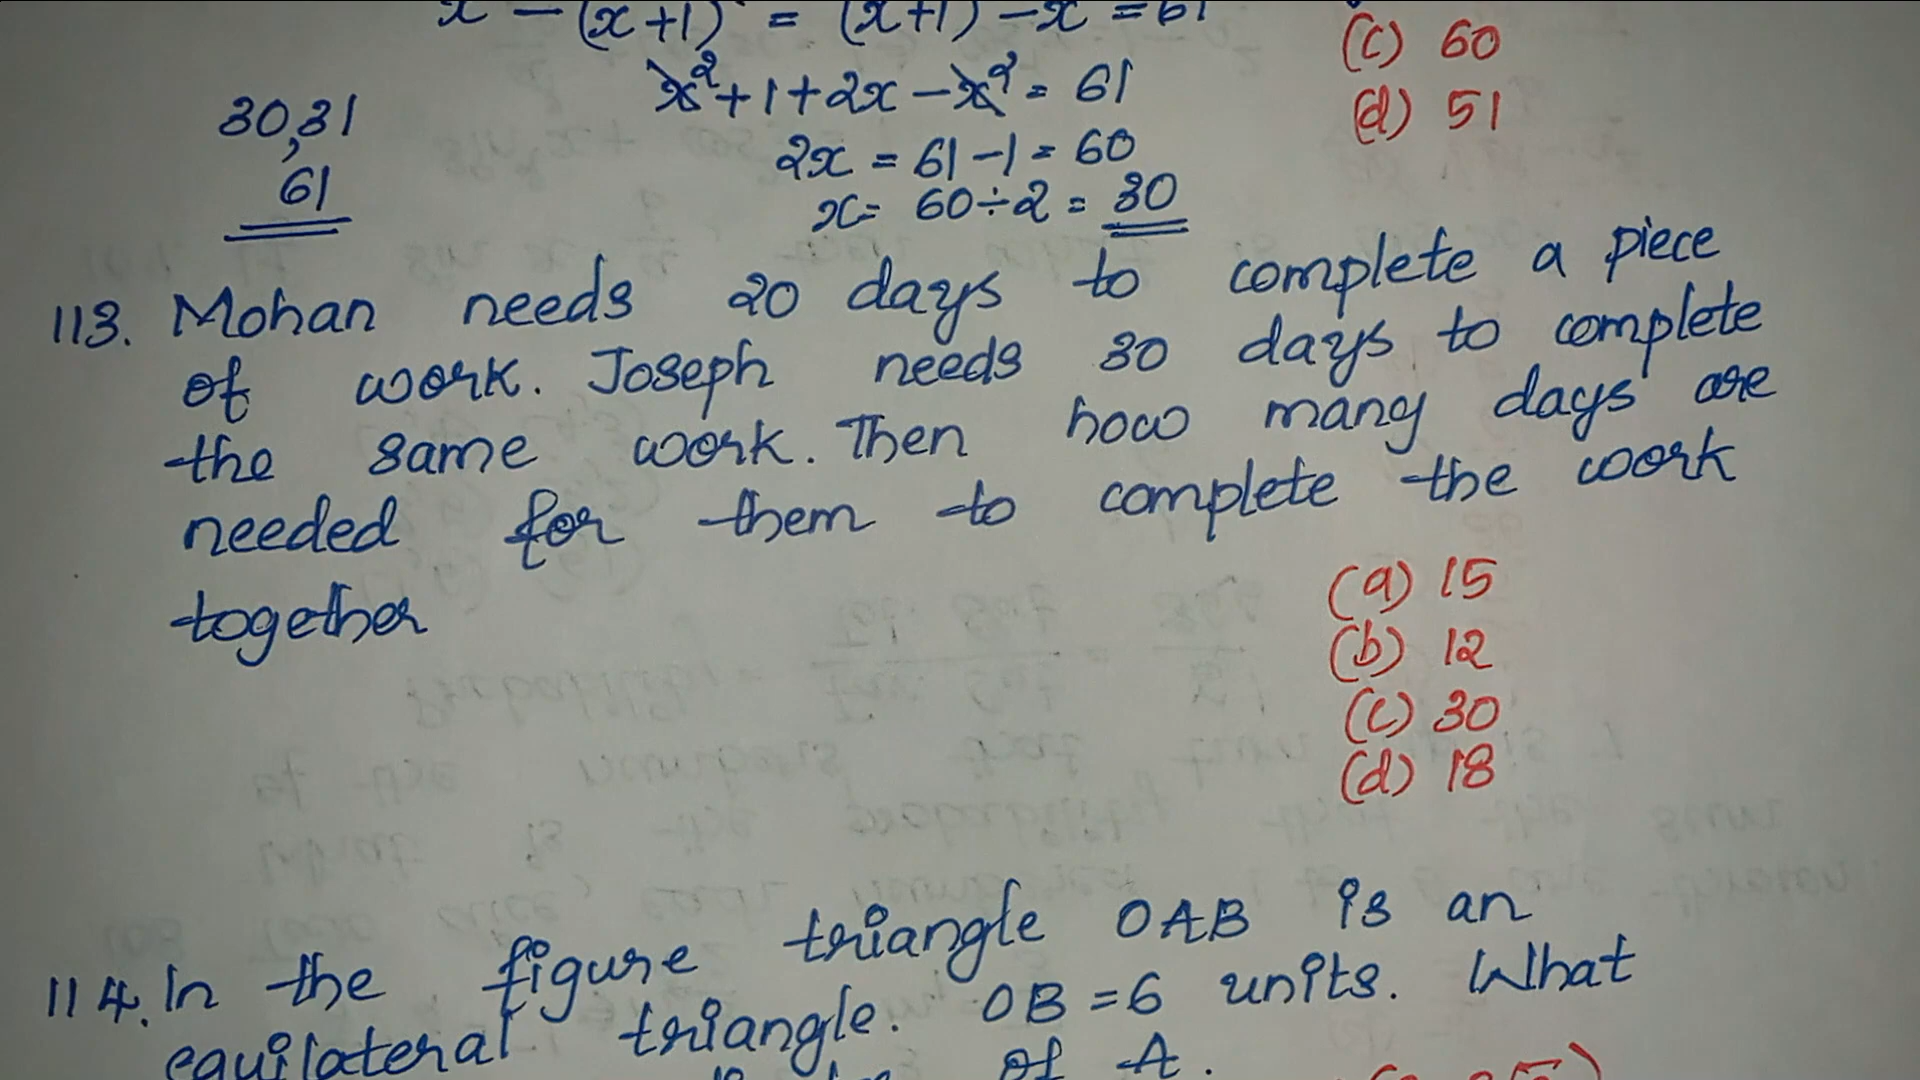 x² - (x+1)² = (x+1)² - x² = 61
(c) 60
x² + 1 + 2x - x² = 61
30, 31
(d) 51
2x = 61 - 1 = 60
61
x = 60 ÷ 2 = 30
113. Mohan needs 20 days to complete a piece
of work. Joseph needs 30 days to complete
the same work. Then how many days are
needed for them to complete the work
together
(a) 15
(b) 12
(c) 30
(d) 18
114. In the figure triangle OAB is an
equilateral triangle. OB = 6 units. What
of A.